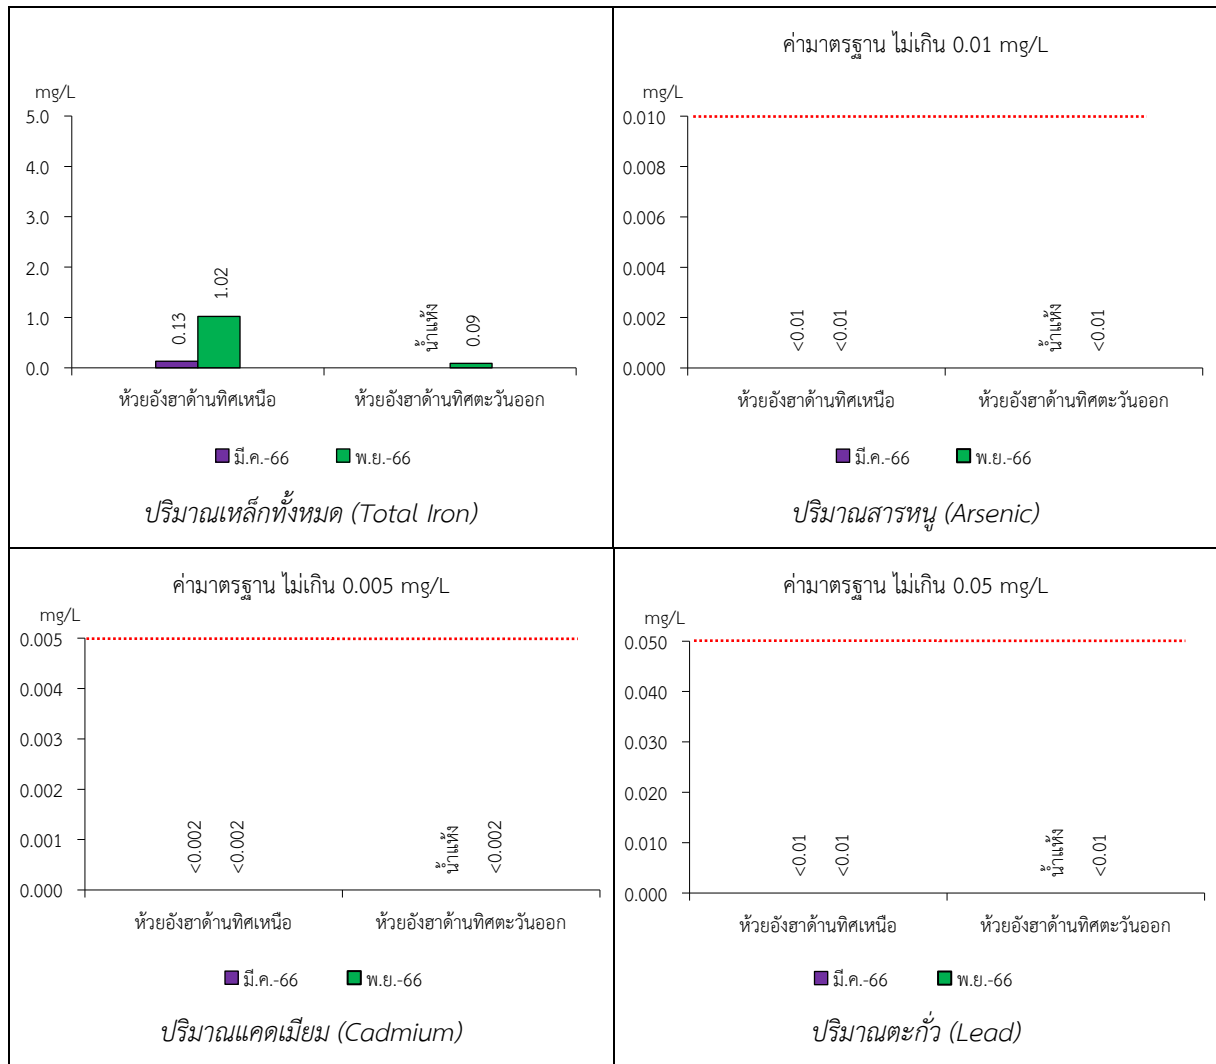 mg/L
5.0
4.0
3.0
2.0
1.0
0.0
0.13
1.02
น้ำแห้ง
0.09
ห้วยอังฮาด้านทิศเหนือ ห้วยอังฮาด้านทิศตะวันออก
มี.ค.-66 พ.ย.-66
ปริมาณเหล็กทั้งหมด (Total Iron)
ค่ามาตรฐาน ไม่เกิน 0.01 mg/L
mg/L
0.010
0.008
0.006
0.004
0.002
0.000
<0.01
<0.01
น้ำแห้ง
<0.01
ห้วยอังฮาด้านทิศเหนือ ห้วยอังฮาด้านทิศตะวันออก
มี.ค.-66 พ.ย.-66
ปริมาณสารหนู (Arsenic)
ค่ามาตรฐาน ไม่เกิน 0.005 mg/L
mg/L
0.005
0.004
0.003
0.002
0.001
0.000
<0.002
<0.002
น้ำแห้ง
<0.002
ห้วยอังฮาด้านทิศเหนือ ห้วยอังฮาด้านทิศตะวันออก
มี.ค.-66 พ.ย.-66
ปริมาณแคดเมียม (Cadmium)
ค่ามาตรฐาน ไม่เกิน 0.05 mg/L
mg/L
0.050
0.040
0.030
0.020
0.010
0.000
<0.01
<0.01
น้ำแห้ง
<0.01
ห้วยอังฮาด้านทิศเหนือ ห้วยอังฮาด้านทิศตะวันออก
มี.ค.-66 พ.ย.-66
ปริมาณตะกั่ว (Lead)